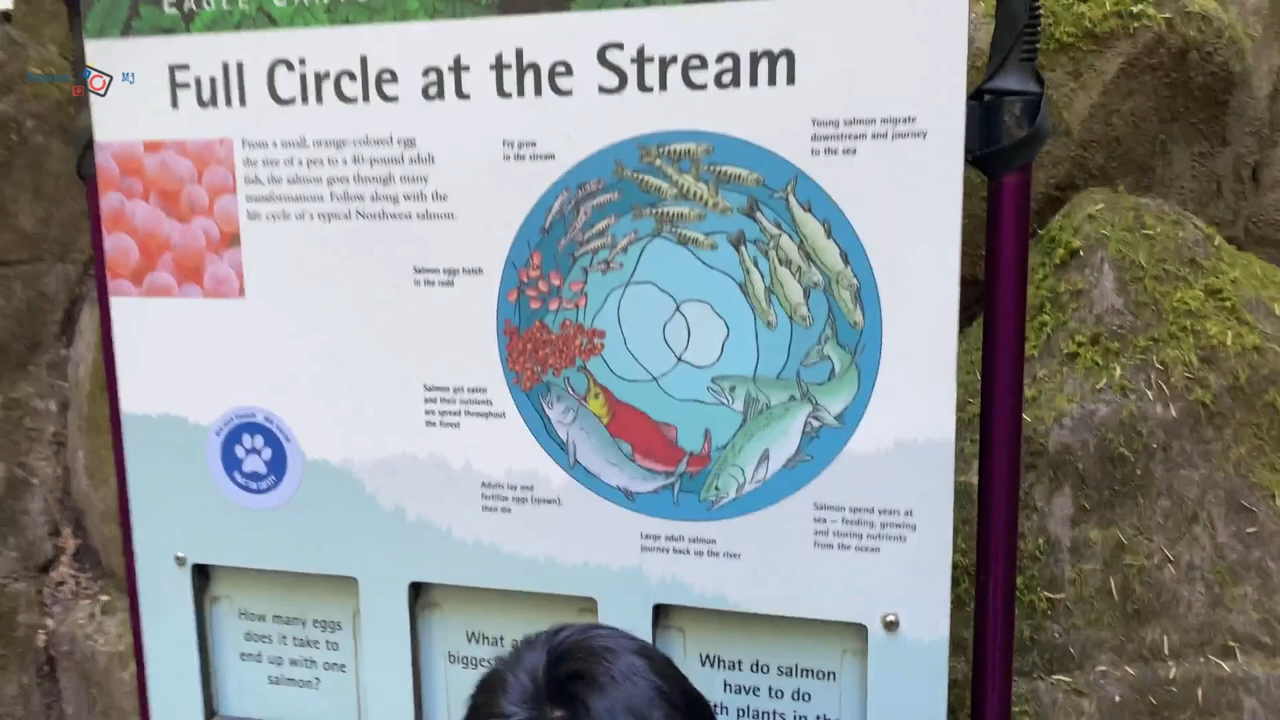 EAGLE
Mj
Full Circle at the Stream
From a small, orange-colored egg
the size of a pea to a 40-pound adult
fish, the salmon goes through many
transformations. Follow along with the
life cycle of a typical Northwest salmon.
Fry grow
in the stream
Young salmon migrate
downstream and journey
to the sea
Salmon eggs hatch
in the redd
Salmon get eaten
and their nutrients
are spread throughout
the forest
Adults lay and
fertilize eggs (spawn),
then die
Large adult salmon
journey back up the river
Salmon spend years at
sea – feeding, growing
and storing nutrients
from the ocean
How many eggs
does it take to
end up with one
salmon?
What
biggest
What do salmon
have to do
plants in